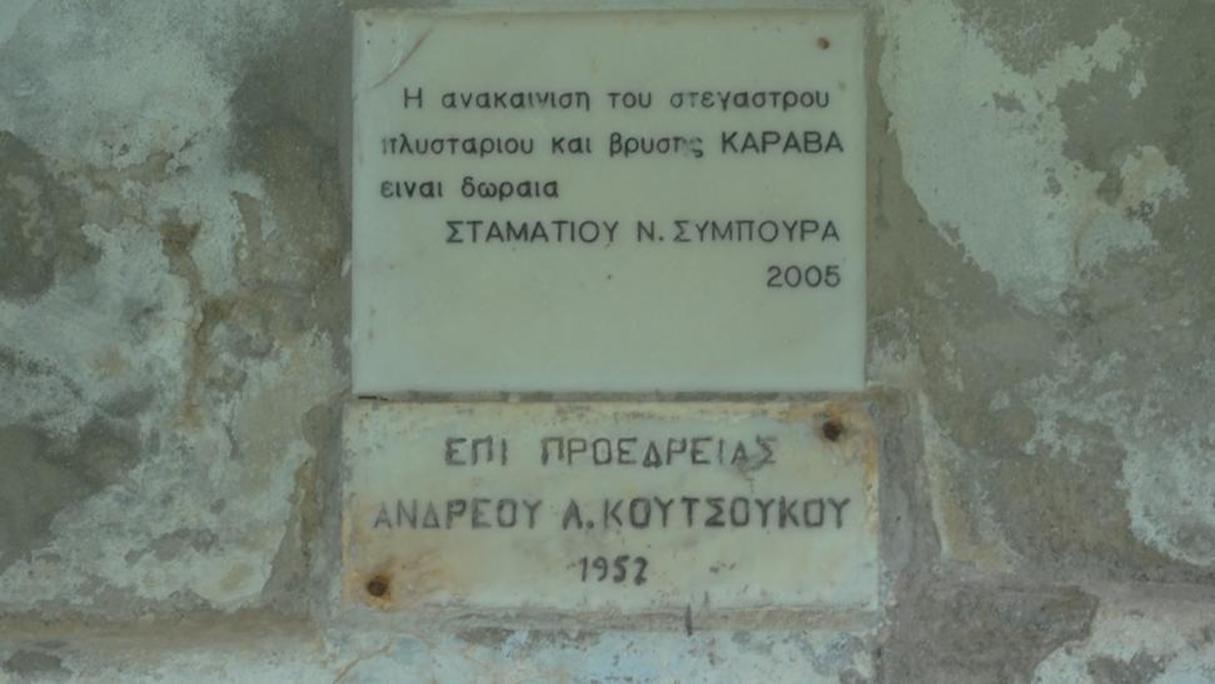 Η ανακαινιση του στεγαστρου
πλυσταριου και βρυσης ΚΑΡΑΒΑ
ειναι δωραια
ΣΤΑΜΑΤΙΟΥ Ν. ΣΥΜΠΟΥΡΑ
2005
ΕΠΙ ΠΡΟΕΔΡΕΙΑΣ
ΑΝΔΡΕΟΥ Λ. ΚΟΥΤΣΟΥΚΟΥ
1952